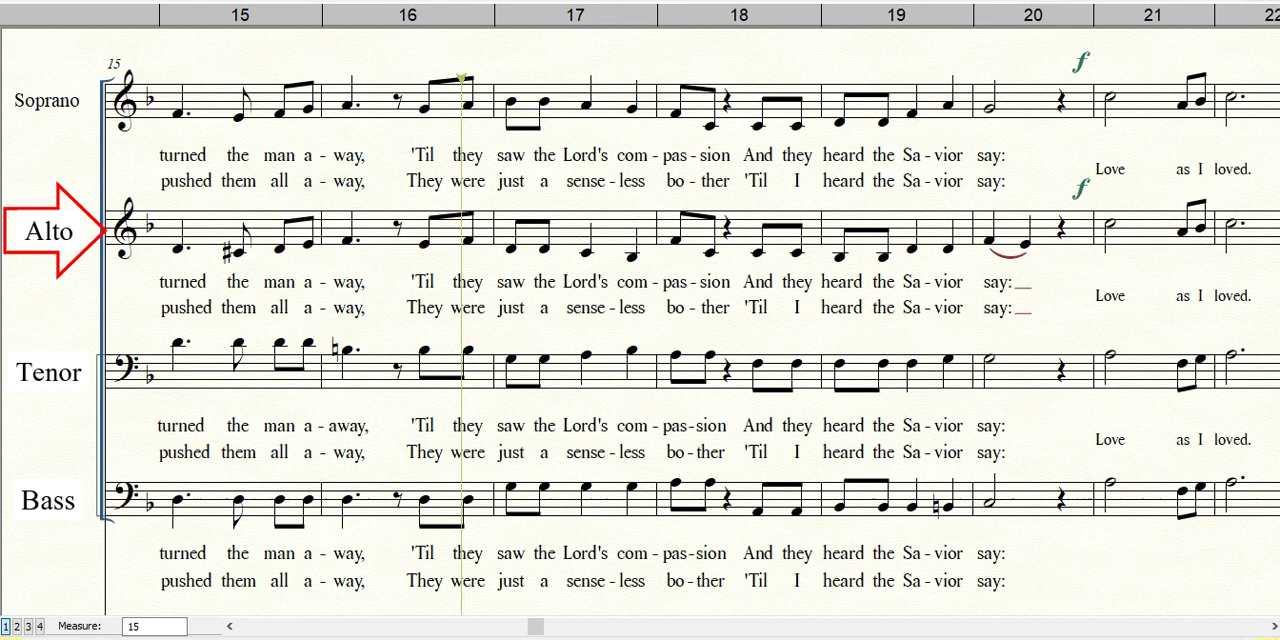 15 16 17 18 19 20 21 22
15
f
Soprano
turned the man a - way, 'Til they saw the Lord's com - pas - sion And they heard the Sa - vior say:
Love as I loved.
pushed them all a - way, They were just a sense - less bo - ther 'Til I heard the Sa - vior say:
f
Alto
turned the man a - way, 'Til they saw the Lord's com - pas - sion And they heard the Sa - vior say:__
Love as I loved.
pushed them all a - way, They were just a sense - less bo - ther 'Til I heard the Sa - vior say:__
Tenor
turned the man a - away, 'Til they saw the Lord's com - pas - sion And they heard the Sa - vior say:
Love as I loved.
pushed them all a - way, They were just a sense - less bo - ther 'Til I heard the Sa - vior say:
Bass
turned the man a - way, 'Til they saw the Lord's com - pas - sion And they heard the Sa - vior say:
pushed them all a - way, They were just a sense - less bo - ther 'Til I heard the Sa - vior say:
1 2 3 4 Measure: 15 < >